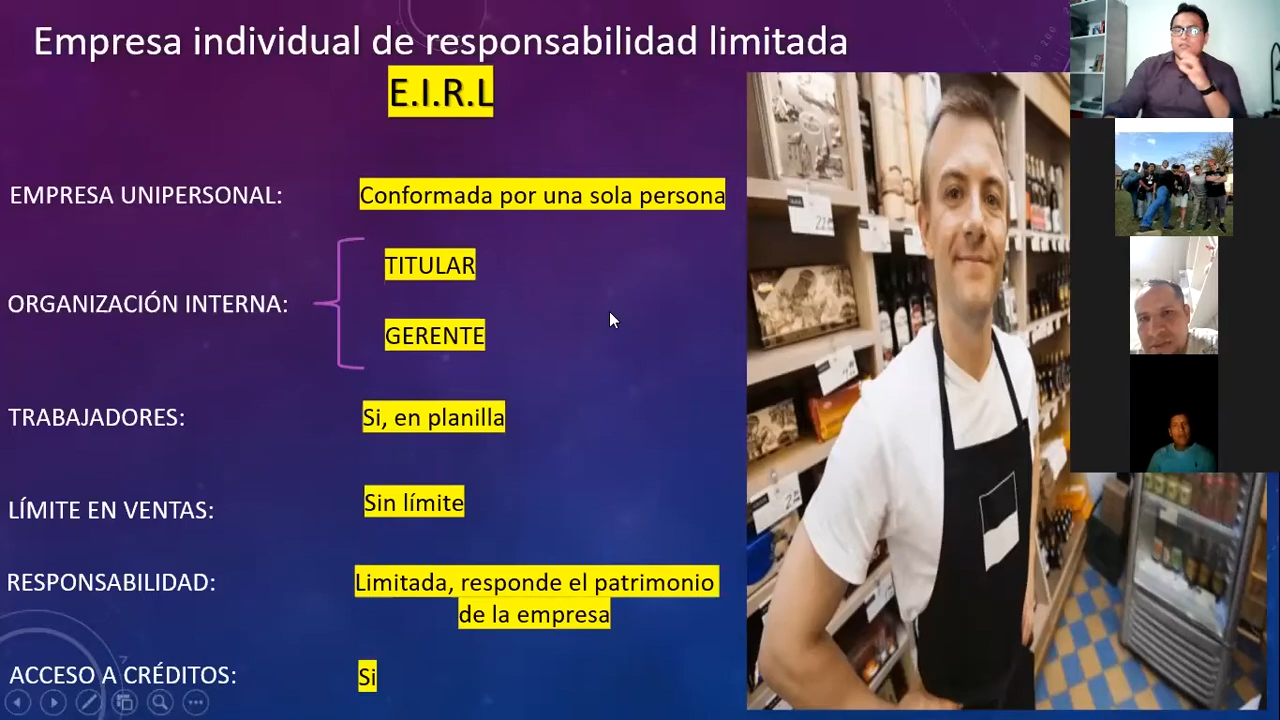 Empresa individual de responsabilidad limitada
E.I.R.L
EMPRESA UNIPERSONAL: Conformada por una sola persona
TITULAR
ORGANIZACIÓN INTERNA:
GERENTE
TRABAJADORES: Si, en planilla
LÍMITE EN VENTAS: Sin límite
RESPONSABILIDAD: Limitada, responde el patrimonio
de la empresa
ACCESO A CRÉDITOS: Si